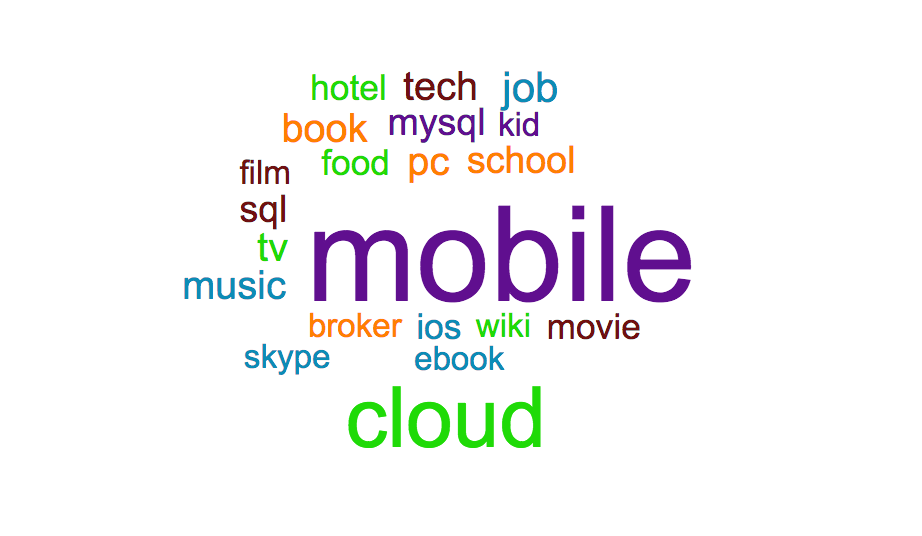 hotel tech job
book mysql kid
film food pc school
sql
tv mobile
music
broker ios wiki movie
skype ebook
cloud